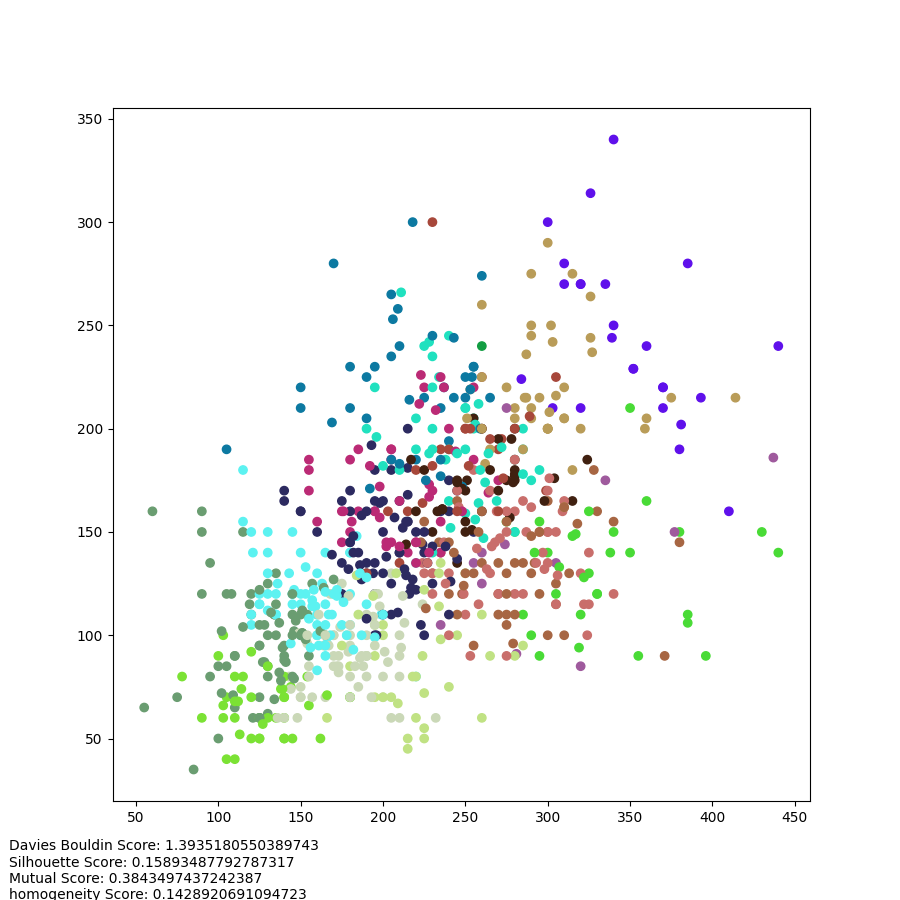 350
300
250
200
150
100
50
50 100 150 200 250 300 350 400 450
Davies Bouldin Score: 1.3935180550389743
Silhouette Score: 0.15893487792787317
Mutual Score: 0.3843497437242387
homogeneity Score: 0.1428920691094723